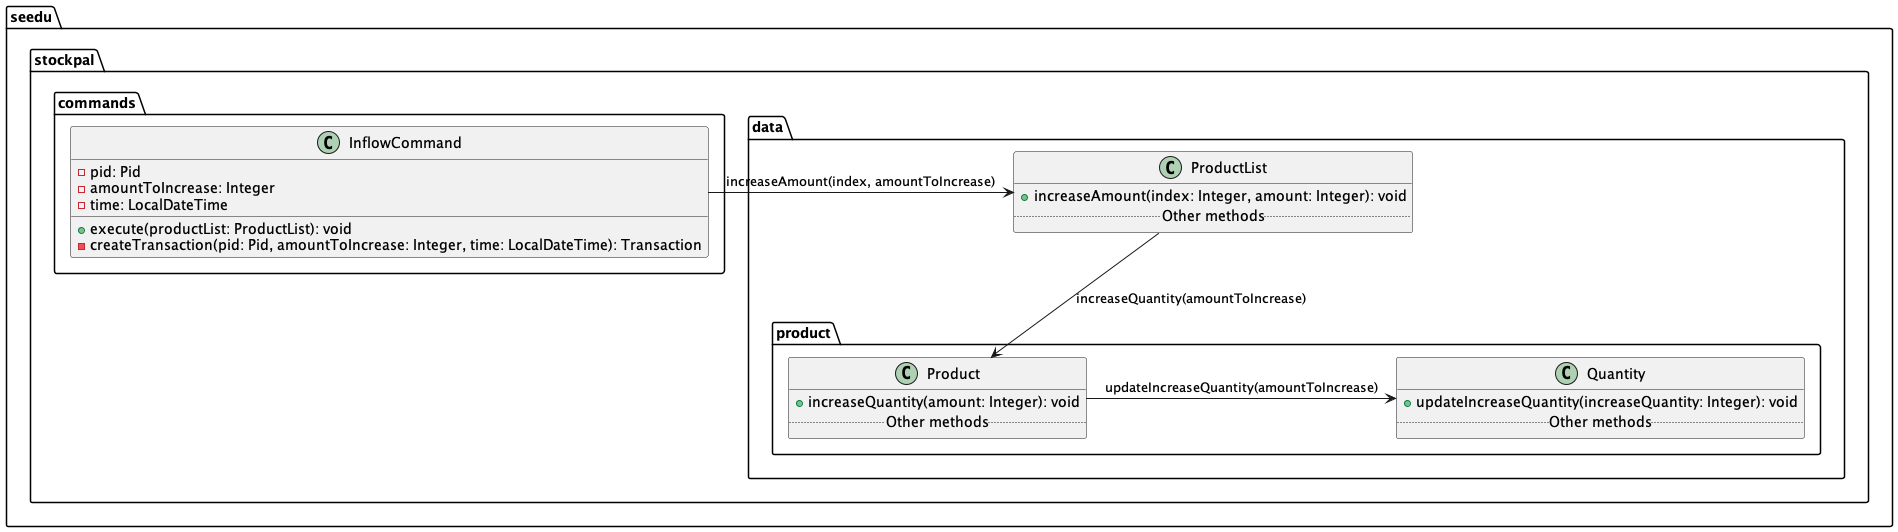 seedu
stockpal
commands
C InflowCommand
pid: Pid
amountToIncrease: Integer
time: LocalDateTime
execute(productList: ProductList): void
createTransaction(pid: Pid, amountToIncrease: Integer, time: LocalDateTime): Transaction
increaseAmount(index, amountToIncrease)
data
C ProductList
increaseAmount(index: Integer, amount: Integer): void
Other methods
increaseQuantity(amountToIncrease)
product
C Product
increaseQuantity(amount: Integer): void
Other methods
updateIncreaseQuantity(amountToIncrease)
C Quantity
updateIncreaseQuantity(increaseQuantity: Integer): void
Other methods